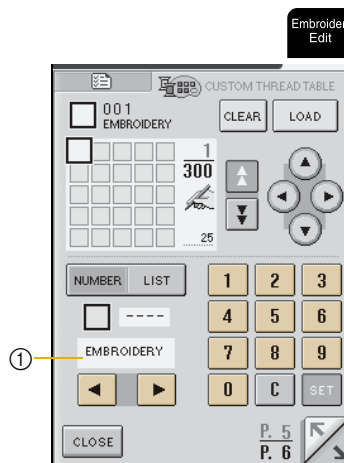 Embroider
Edit
CUSTOM THREAD TABLE
001
EMBROIDERY
CLEAR
LOAD
1
300
25
NUMBER LIST
1 2 3
----
4 5 6
① EMBROIDERY
7 8 9
0 C SET
CLOSE
P. 5
P. 6